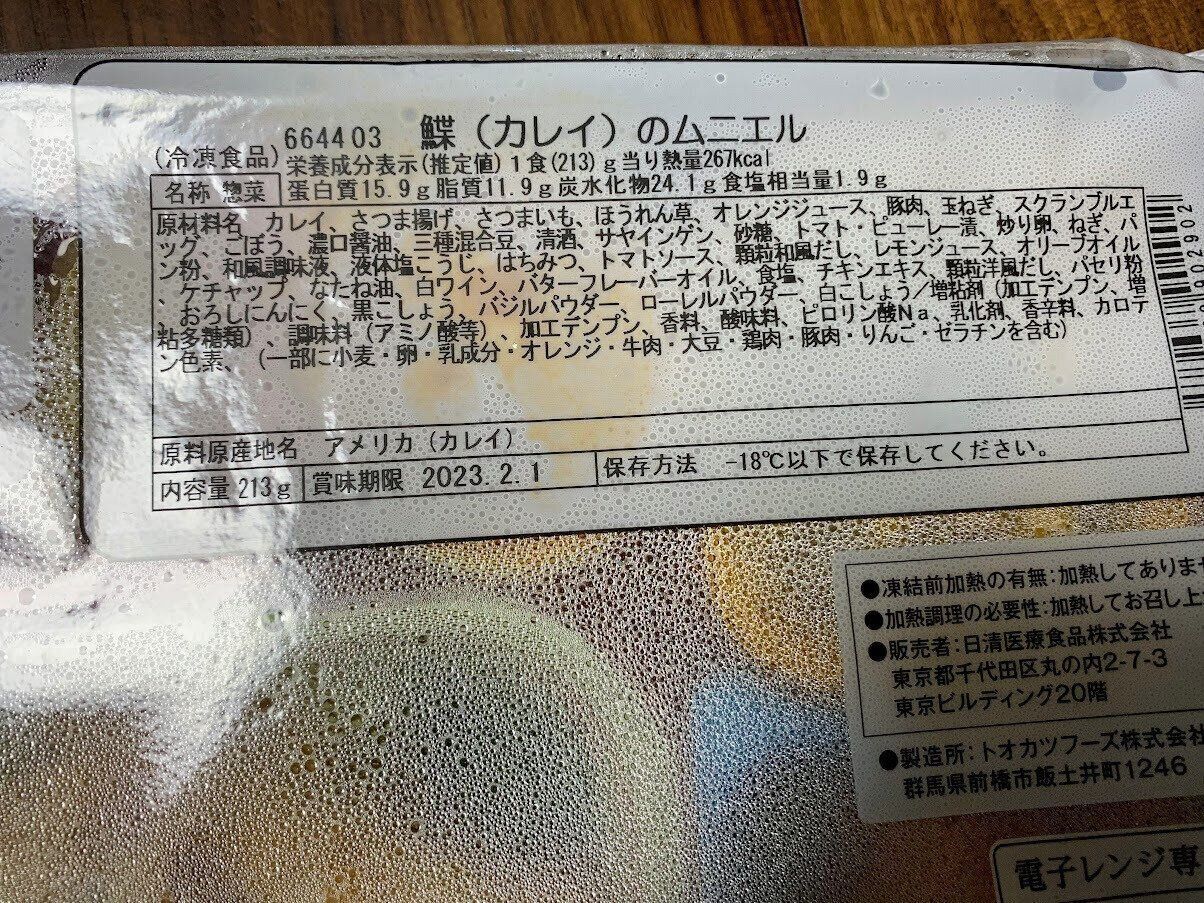 664403 鰈(カレイ)のムニエル
(冷凍食品)
栄養成分表示(推定値)1食(213)g当り熱量267kcal
名称 惣菜
蛋白質15.9g脂質11.9g炭水化物24.1g食塩相当量1.9g
原材料名 カレイ、さつま揚げ、さつまいも、ほうれん草、オレンジジュース、豚肉、玉ねぎ、スクランブルエ
ッグ、ごぼう、濃口醤油、三種混合豆、清酒、サヤインゲン、砂糖、トマト・ピューレー漬、炒り卵、ねぎ、パ
ン粉、和風調味液、液体塩こうじ、はちみつ、トマトソース、顆粒和風だし、レモンジュース、オリーブオイル
、ケチャップ、なたね油、白ワイン、バターフレーバーオイル、食塩、チキンエキス、顆粒洋風だし、パセリ粉
、おろしにんにく、黒こしょう、バジルパウダー、ローレルパウダー、白こしょう/増粘剤(加工デンプン、増
粘多糖類)、調味料(アミノ酸等)、加工デンプン、香料、酸味料、ピロリン酸Na、乳化剤、香辛料、カロテ
ン色素、(一部に小麦・卵・乳成分・オレンジ・牛肉・大豆・鶏肉・豚肉・りんご・ゼラチンを含む)
原料原産地名 アメリカ(カレイ)
内容量 213g 賞味期限 2023.2.1 保存方法 -18℃以下で保存してください。
●凍結前加熱の有無:加熱してありませ
●加熱調理の必要性:加熱してお召し上
●販売者:日清医療食品株式会社
東京都千代田区丸の内2-7-3
東京ビルディング20階
●製造所:トオカツフーズ株式会社
群馬県前橋市飯土井町1246
電子レンジ専